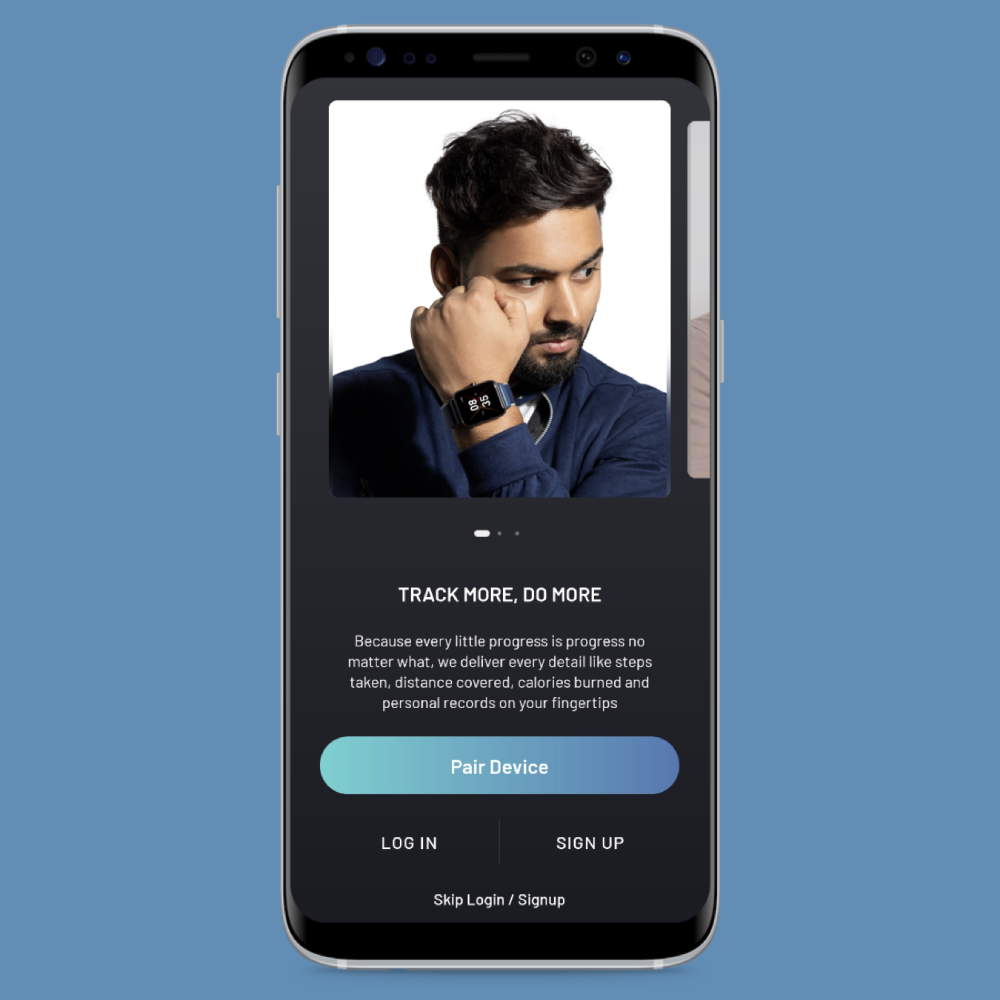 08 35
TRACK MORE, DO MORE
Because every little progress is progress no
matter what, we deliver every detail like steps
taken, distance covered, calories burned and
personal records on your fingertips
Pair Device
LOG IN
SIGN UP
Skip Login / Signup